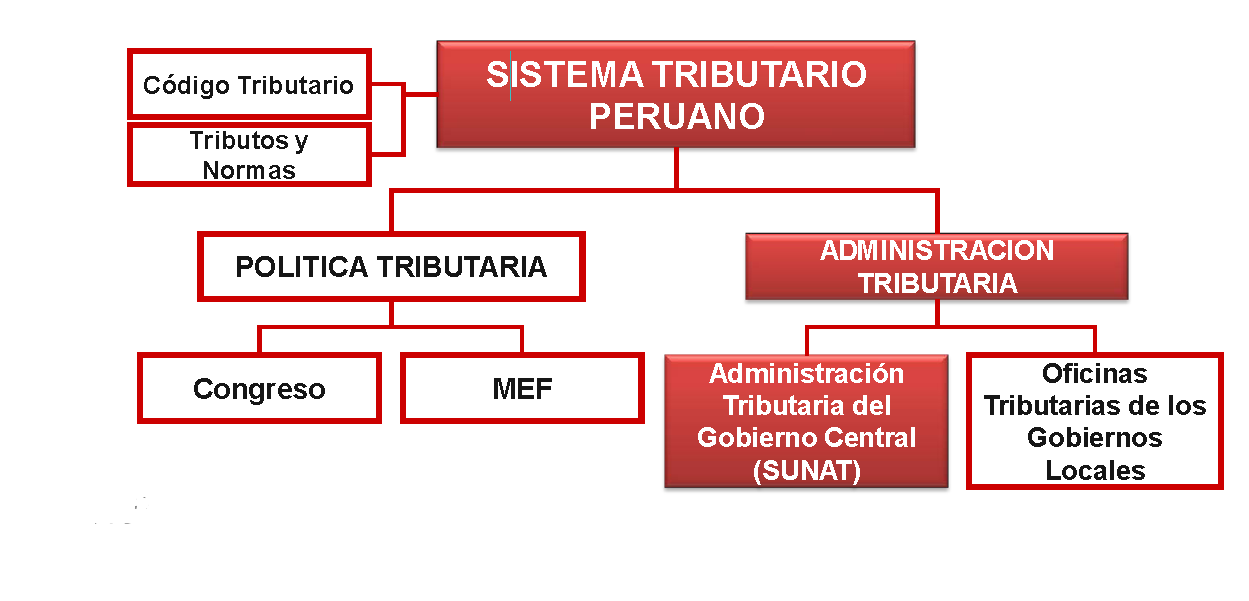 SISTEMA TRIBUTARIO
PERUANO
Código Tributario
Tributos y
Normas
POLITICA TRIBUTARIA
ADMINISTRACION
TRIBUTARIA
Congreso
MEF
Administración
Tributaria del
Gobierno Central
(SUNAT)
Oficinas
Tributarias de los
Gobiernos
Locales